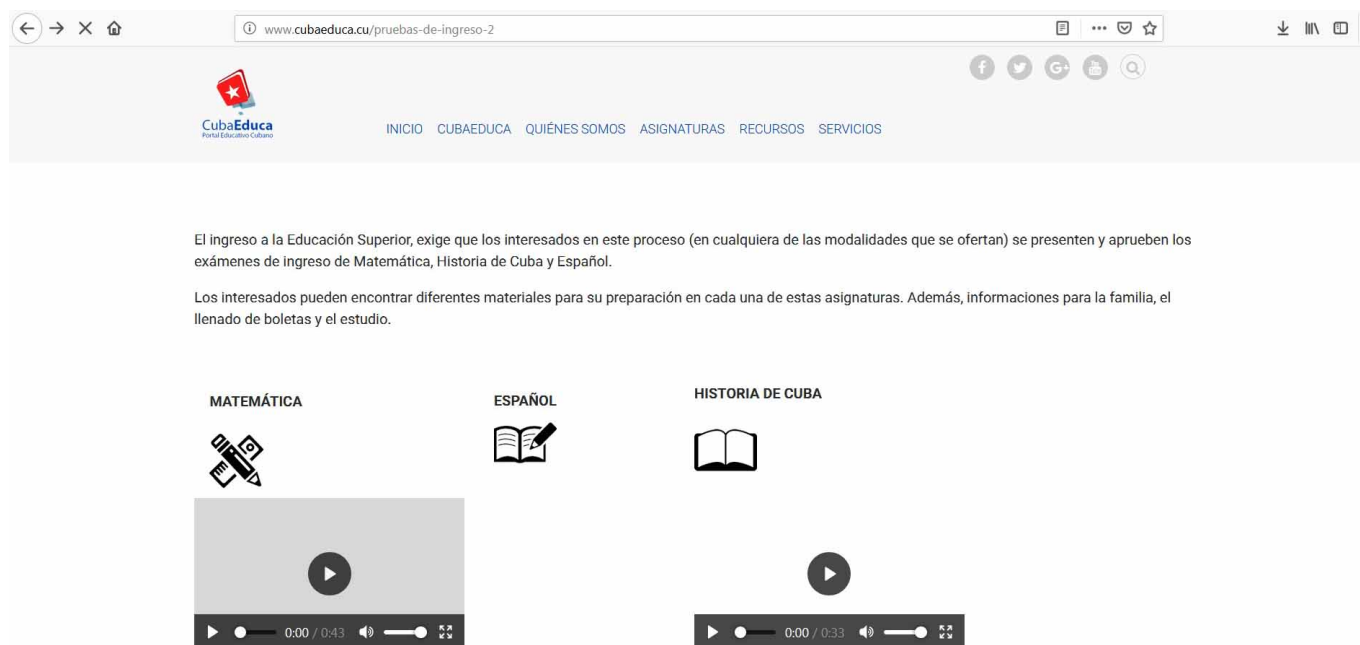 www.cubaeduca.cu/pruebas-de-ingreso-2
CubaEduca
Portal Educativo Cubano
INICIO CUBAEDUCA QUIÉNES SOMOS ASIGNATURAS RECURSOS SERVICIOS
El ingreso a la Educación Superior, exige que los interesados en este proceso (en cualquiera de las modalidades que se ofertan) se presenten y aprueben los
exámenes de ingreso de Matemática, Historia de Cuba y Español.
Los interesados pueden encontrar diferentes materiales para su preparación en cada una de estas asignaturas. Además, informaciones para la familia, el
llenado de boletas y el estudio.
MATEMÁTICA ESPAÑOL HISTORIA DE CUBA
0:00 / 0:43 0:00 / 0:33